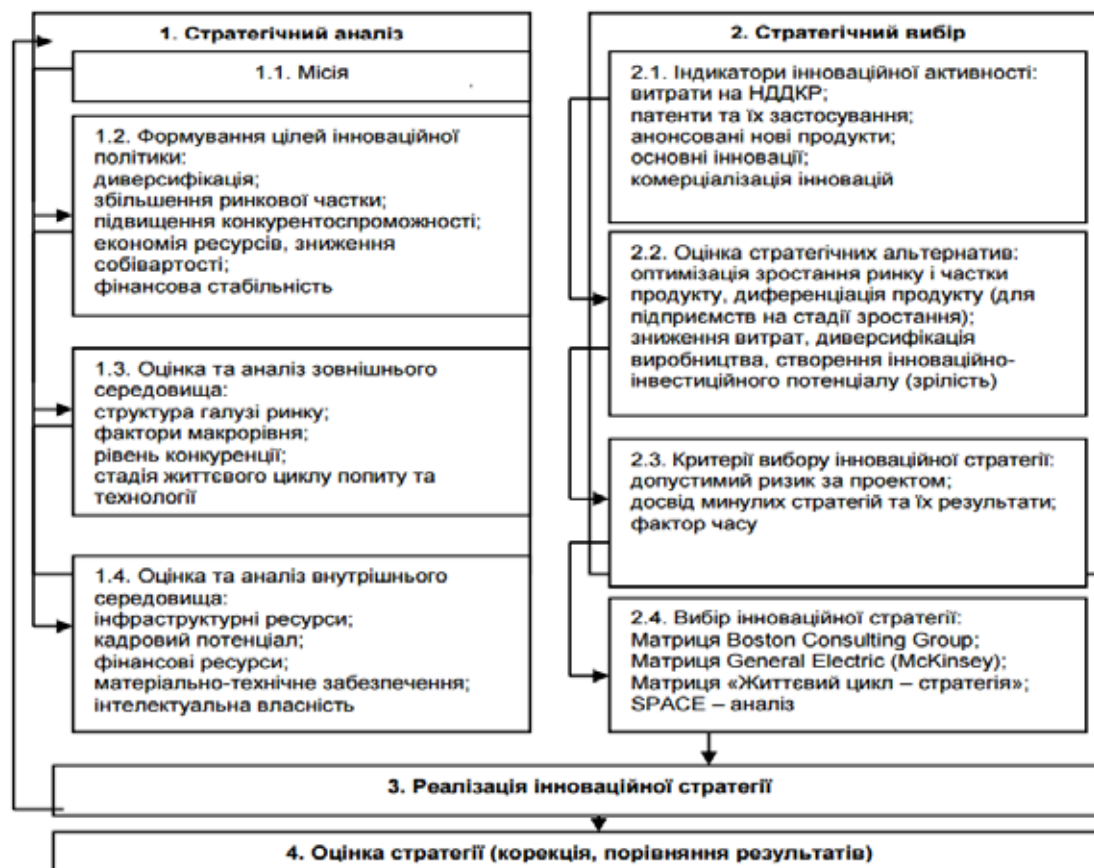 1. Стратегічний аналіз
1.1. Місія
1.2. Формування цілей інноваційної
політики:
диверсифікація;
збільшення ринкової частки;
підвищення конкурентоспроможності;
економія ресурсів, зниження
собівартості;
фінансова стабільність
1.3. Оцінка та аналіз зовнішнього
середовища:
структура галузі ринку;
фактори макрорівня;
рівень конкуренції;
стадія життєвого циклу попиту та
технології
1.4. Оцінка та аналіз внутрішнього
середовища:
інфраструктурні ресурси;
кадровий потенціал;
фінансові ресурси;
матеріально-технічне забезпечення;
інтелектуальна власність
2. Стратегічний вибір
2.1. Індикатори інноваційної активності:
витрати на НДДКР;
патенти та їх застосування;
анонсовані нові продукти;
основні інновації;
комерціалізація інновацій
2.2. Оцінка стратегічних альтернатив:
оптимізація зростання ринку і частки
продукту, диференціація продукту (для
підприємств на стадії зростання);
зниження витрат, диверсифікація
виробництва, створення інноваційно-
інвестиційного потенціалу (зрілість)
2.3. Критерії вибору інноваційної стратегії:
допустимий ризик за проектом;
досвід минулих стратегій та їх результати;
фактор часу
2.4. Вибір інноваційної стратегії:
Матриця Boston Consulting Group;
Матриця General Electric (McKinsey);
Матриця «Життєвий цикл – стратегія»;
SPACE – аналіз
3. Реалізація інноваційної стратегії
4. Оцінка стратегії (корекція, порівняння результатів)